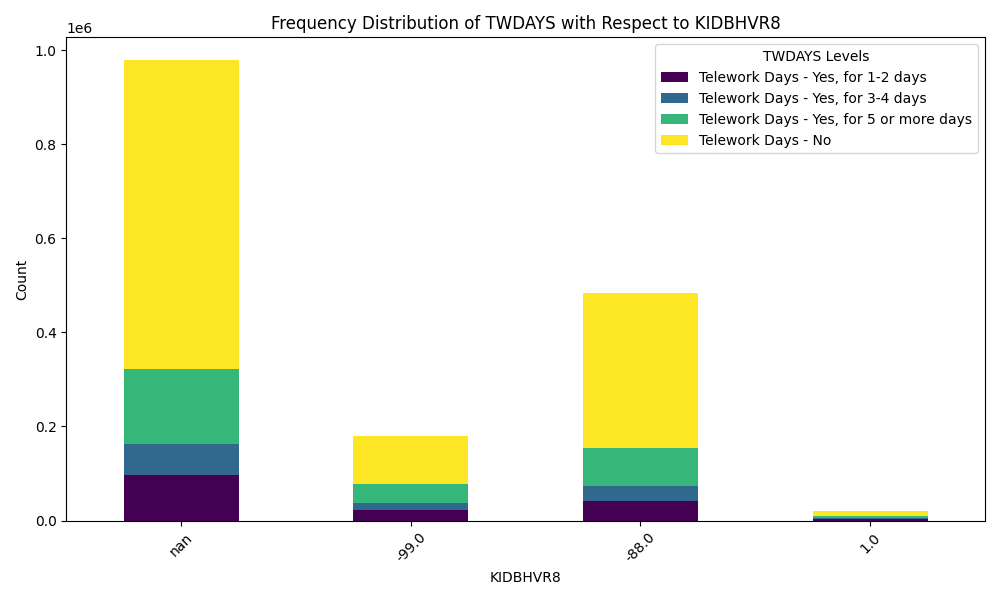 Frequency Distribution of TWDAYS with Respect to KIDBHVR8
1e6
TWDAYS Levels
Telework Days - Yes, for 1-2 days
Telework Days - Yes, for 3-4 days
Telework Days - Yes, for 5 or more days
Telework Days - No
1.0
0.8
0.6
0.4
0.2
0.0
Count
nan
-99.0
-88.0
1.0
KIDBHVR8